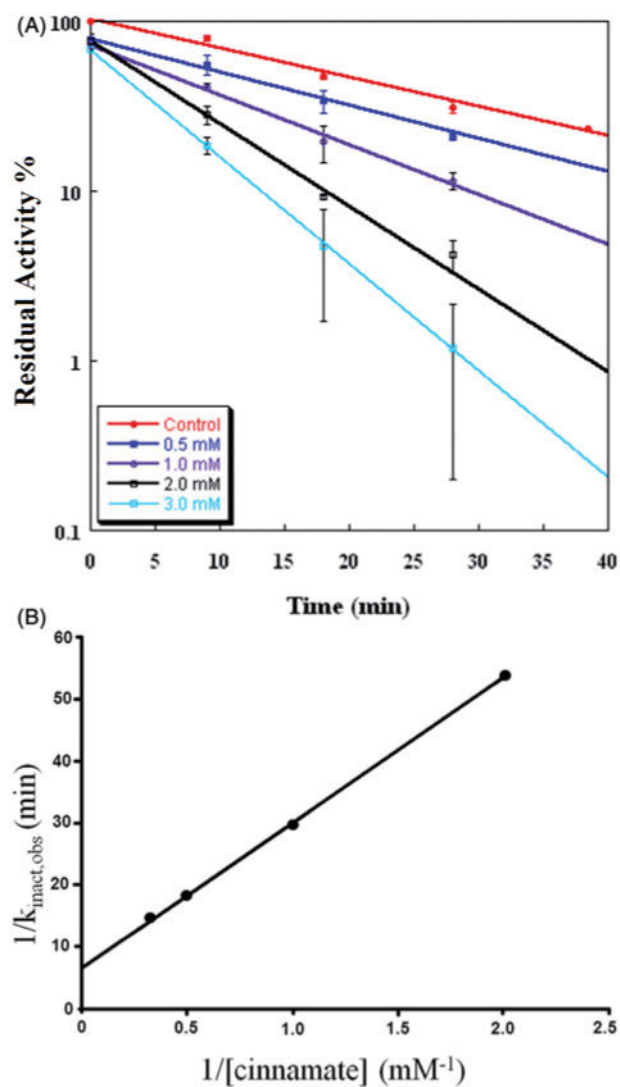 (A)
100
10
1
0.1
Residual Activity %
Control
0.5 mM
1.0 mM
2.0 mM
3.0 mM
0 5 10 15 20 25 30 35 40
Time (min)
(B)
60
50
40
30
20
10
0
1/k_inact,obs (min)
0 0.5 1.0 1.5 2.0 2.5
1/[cinnamate] (mM⁻¹)